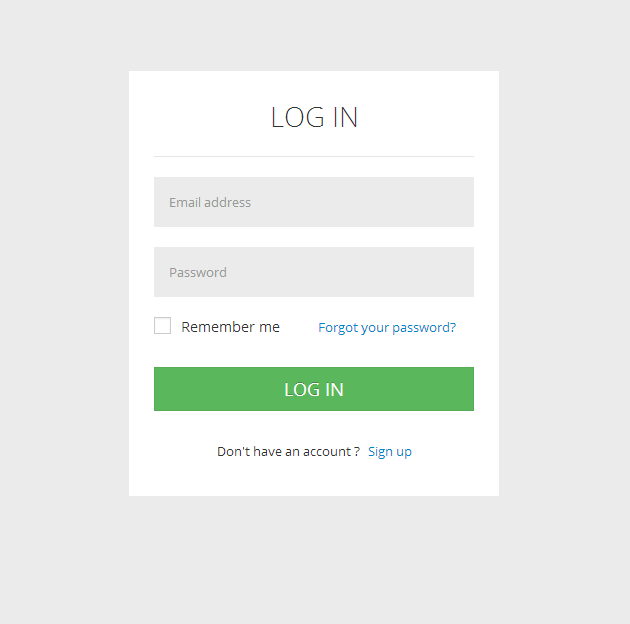 LOG IN
Email address
Password
Remember me Forgot your password?
LOG IN
Don't have an account ? Sign up